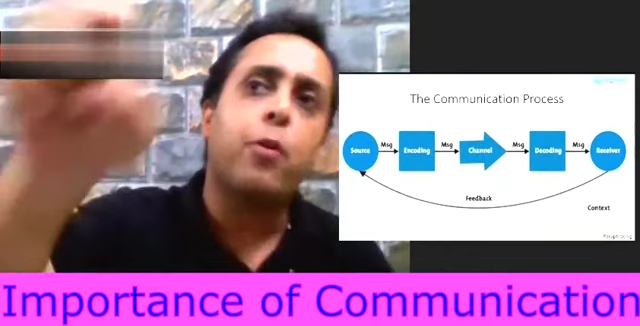 The Communication Process
Source Msg Encoding Msg Channel Msg Decoding Msg Receiver
Feedback
Context
Importance of Communication